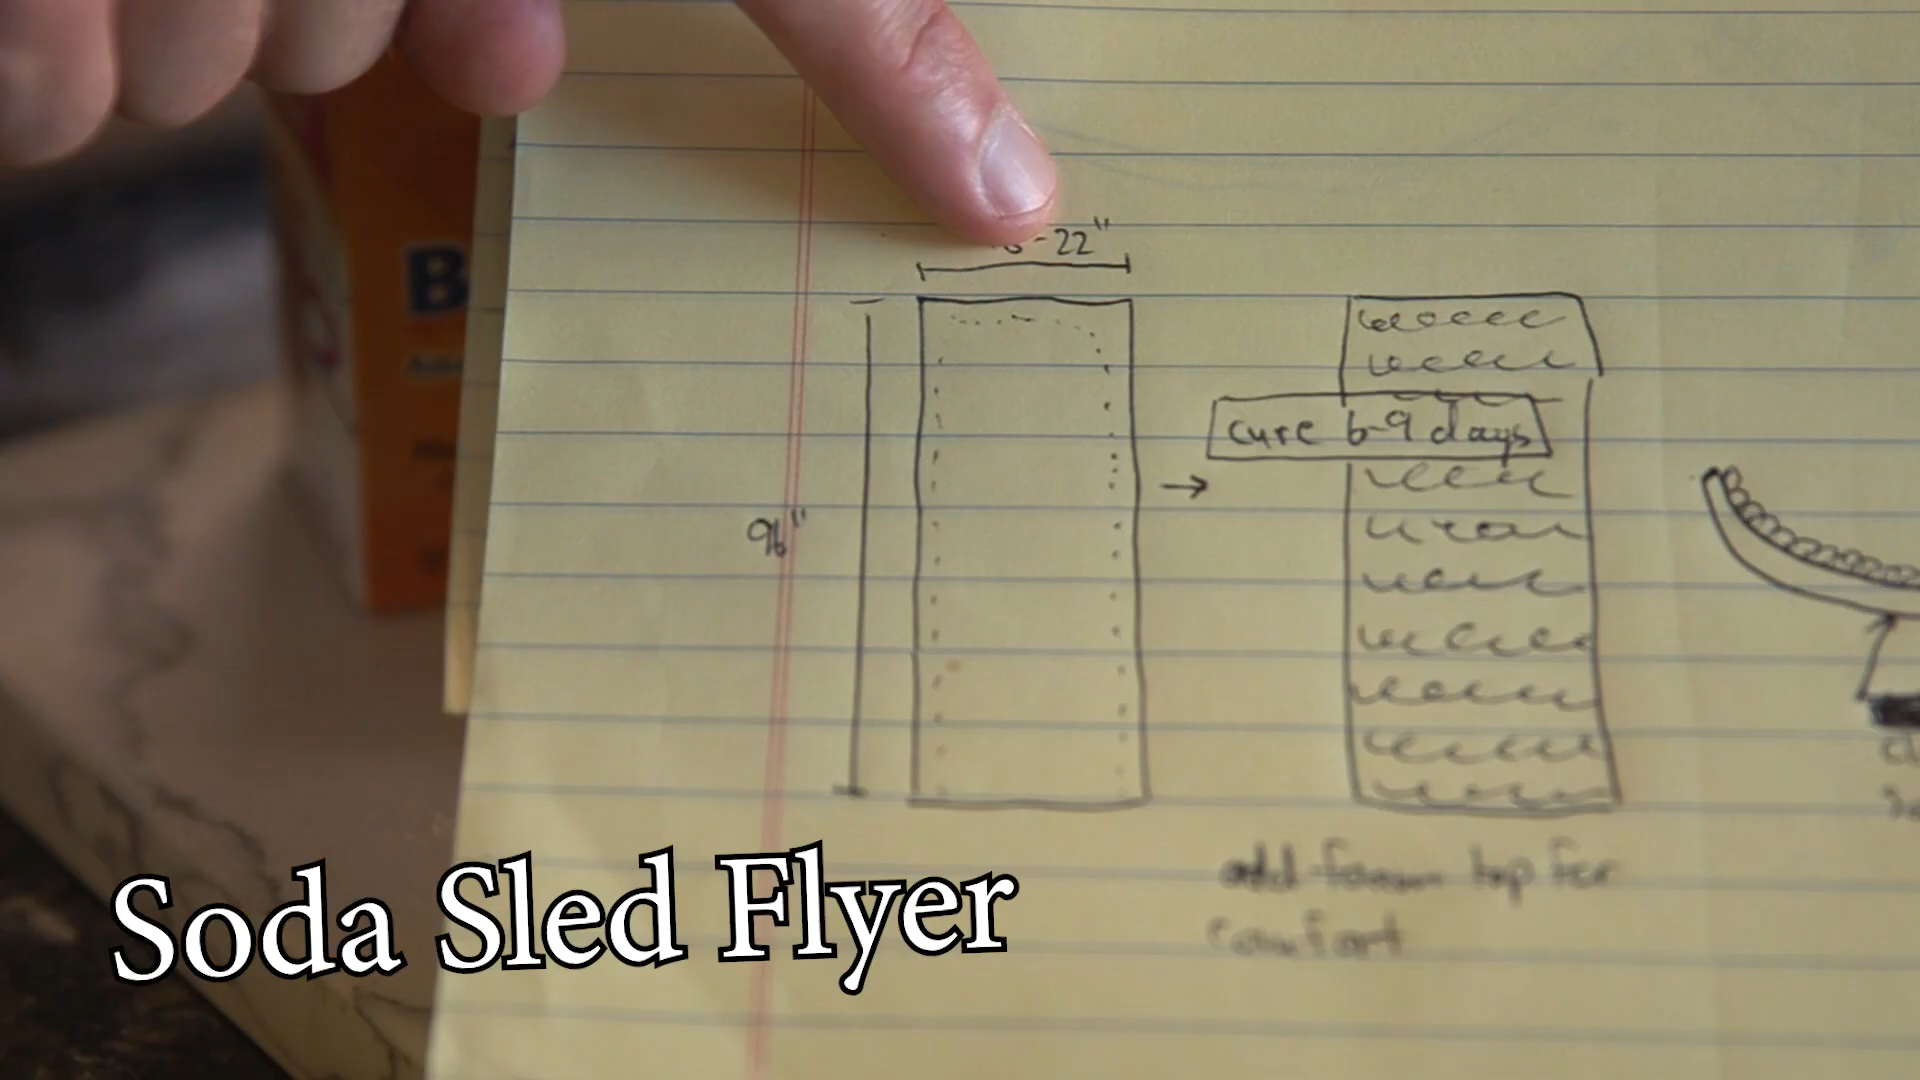 -22"
96"
cure 6-9 days
add foam top for
comfort
B
Soda Sled Flyer